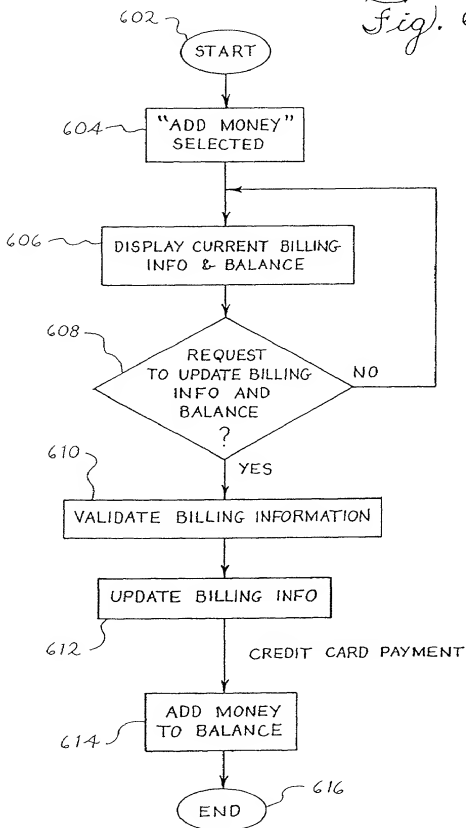 Fig. 6
602
START
604
"ADD MONEY"
SELECTED
606
DISPLAY CURRENT BILLING
INFO & BALANCE
608
REQUEST
TO UPDATE BILLING
INFO AND
BALANCE
?
NO
YES
610
VALIDATE BILLING INFORMATION
UPDATE BILLING INFO
612
CREDIT CARD PAYMENT
ADD MONEY
TO BALANCE
614
END
616